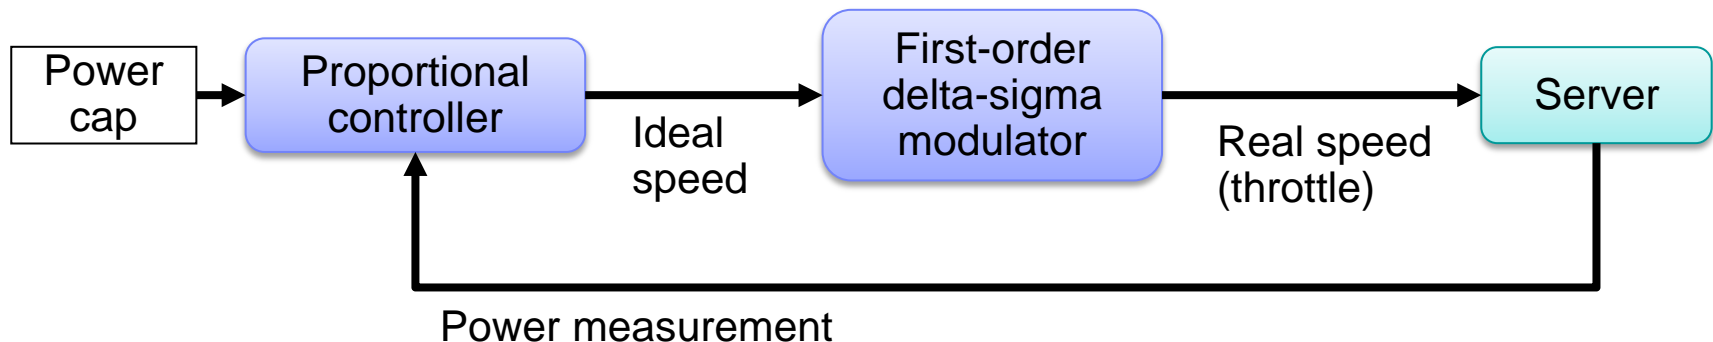 Power
cap
Proportional
controller
Ideal
speed
First-order
delta-sigma
modulator
Real speed
(throttle)
Server
Power measurement